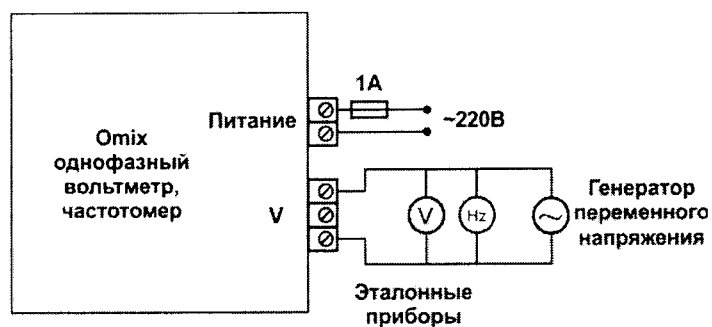 1А
Питание
~220В
Omix
однофазный
вольтметр,
частотомер
V
V
Hz
~
Генератор
переменного
напряжения
Эталонные
приборы